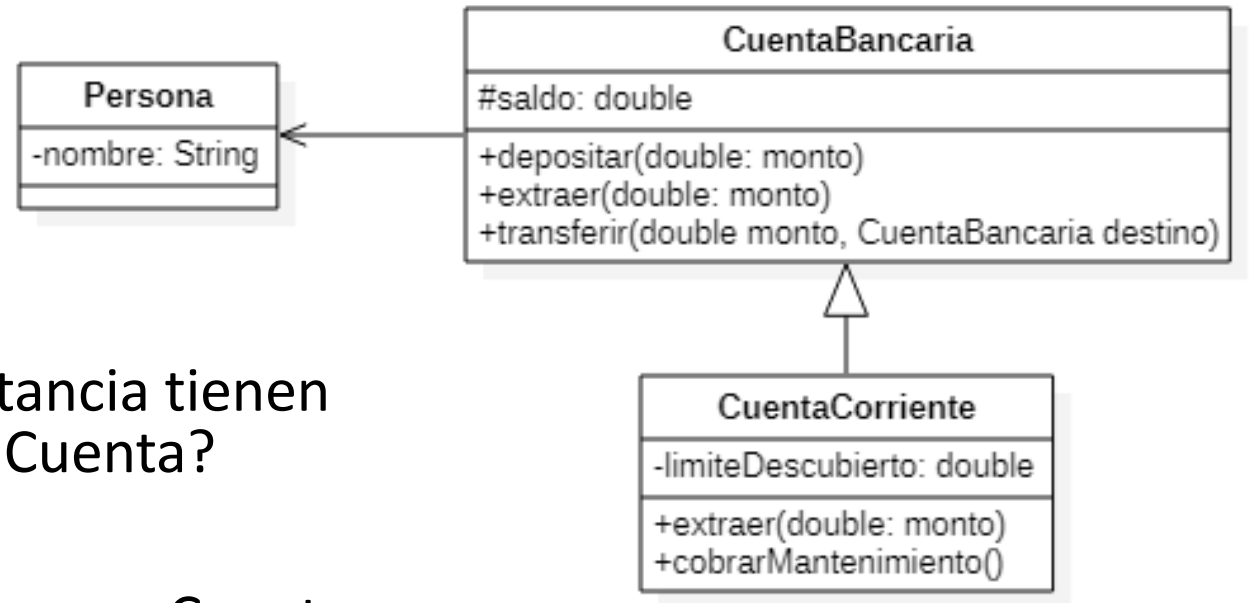 CuentaBancaria
#saldo: double
+depositar(double: monto)
+extraer(double: monto)
+transferir(double monto, CuentaBancaria destino)
Persona
-nombre: String
CuentaCorriente
-limiteDescubierto: double
+extraer(double: monto)
+cobrarMantenimiento()
tancia tienen
Cuenta?